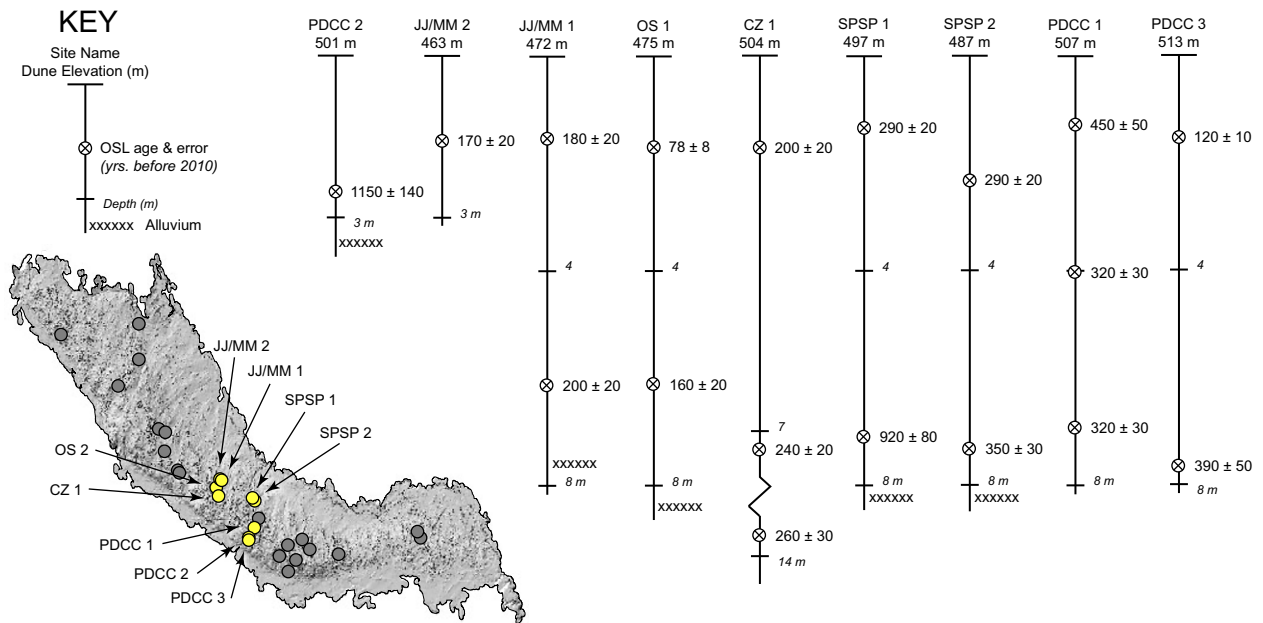 KEY
Site Name
Dune Elevation (m)
OSL age & error
(yrs. before 2010)
Depth (m)
xxxxxx Alluvium
PDCC 2
501 m
1150 ± 140
3 m
xxxxxx
JJ/MM 2
463 m
170 ± 20
3 m
JJ/MM 1
472 m
180 ± 20
4
200 ± 20
xxxxxx
8 m
OS 1
475 m
78 ± 8
4
160 ± 20
8 m
xxxxxx
CZ 1
504 m
200 ± 20
7
240 ± 20
260 ± 30
14 m
SPSP 1
497 m
290 ± 20
4
920 ± 80
8 m
xxxxxx
SPSP 2
487 m
290 ± 20
4
350 ± 30
8 m
xxxxxx
PDCC 1
507 m
450 ± 50
320 ± 30
320 ± 30
8 m
PDCC 3
513 m
120 ± 10
4
390 ± 50
8 m
JJ/MM 2
JJ/MM 1
SPSP 1
SPSP 2
OS 2
CZ 1
PDCC 1
PDCC 2
PDCC 3